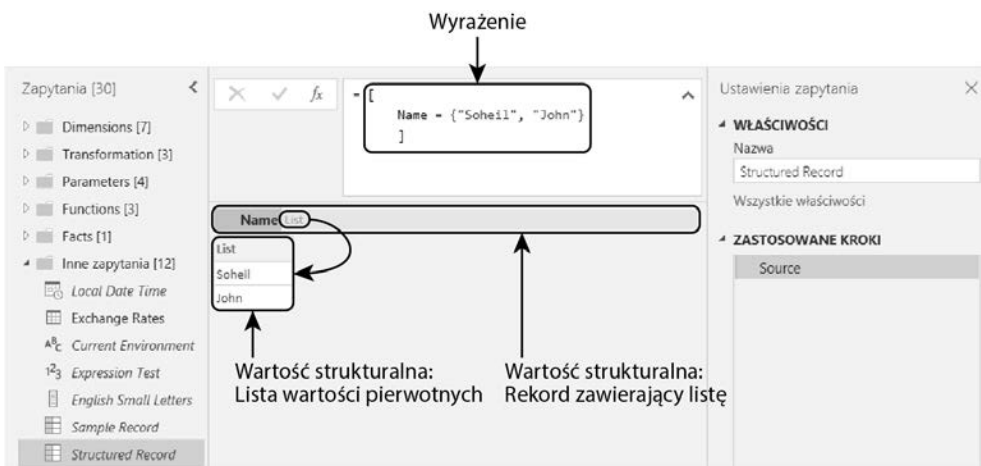 Wyrażenie
Zapytania [30]
Dimensions [7]
Transformation [3]
Parameters [4]
Functions [3]
Facts [1]
Inne zapytania [12]
Local Date Time
Exchange Rates
ABC Current Environment
123 Expression Test
English Small Letters
Sample Record
Structured Record
fx
= [
Name = {"Soheil", "John"}
]
Name List
List
Soheil
John
Wartość strukturalna:
Lista wartości pierwotnych
Wartość strukturalna:
Rekord zawierający listę
Ustawienia zapytania
WŁAŚCIWOŚCI
Nazwa
Structured Record
Wszystkie właściwości
ZASTOSOWANE KROKI
Source